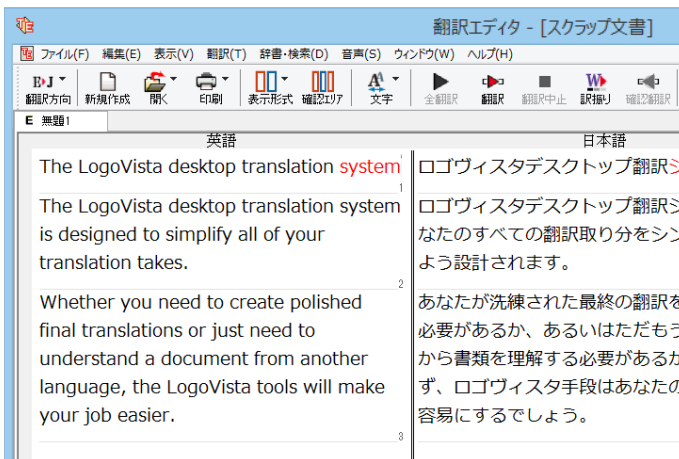 翻訳エディタ - [スクラップ文書]
ファイル(F) 編集(E) 表示(V) 翻訳(T) 辞書・検索(D) 音声(S) ウィンドウ(W) ヘルプ(H)
E›J
翻訳方向 新規作成 開く 印刷 表示形式 確認エリア 文字 全翻訳 翻訳 翻訳中止 訳振り 確認翻訳
E 無題1
英語 日本語
The LogoVista desktop translation system
1
The LogoVista desktop translation system
is designed to simplify all of your
translation takes.
2
Whether you need to create polished
final translations or just need to
understand a document from another
language, the LogoVista tools will make
your job easier.
3
ロゴヴィスタデスクトップ翻訳シ
ロゴヴィスタデスクトップ翻訳シ
なたのすべての翻訳取り分をシン
よう設計されます。
あなたが洗練された最終の翻訳を
必要があるか、あるいはただもう
から書類を理解する必要があるか
ず、ロゴヴィスタ手段はあなたの
容易にするでしょう。